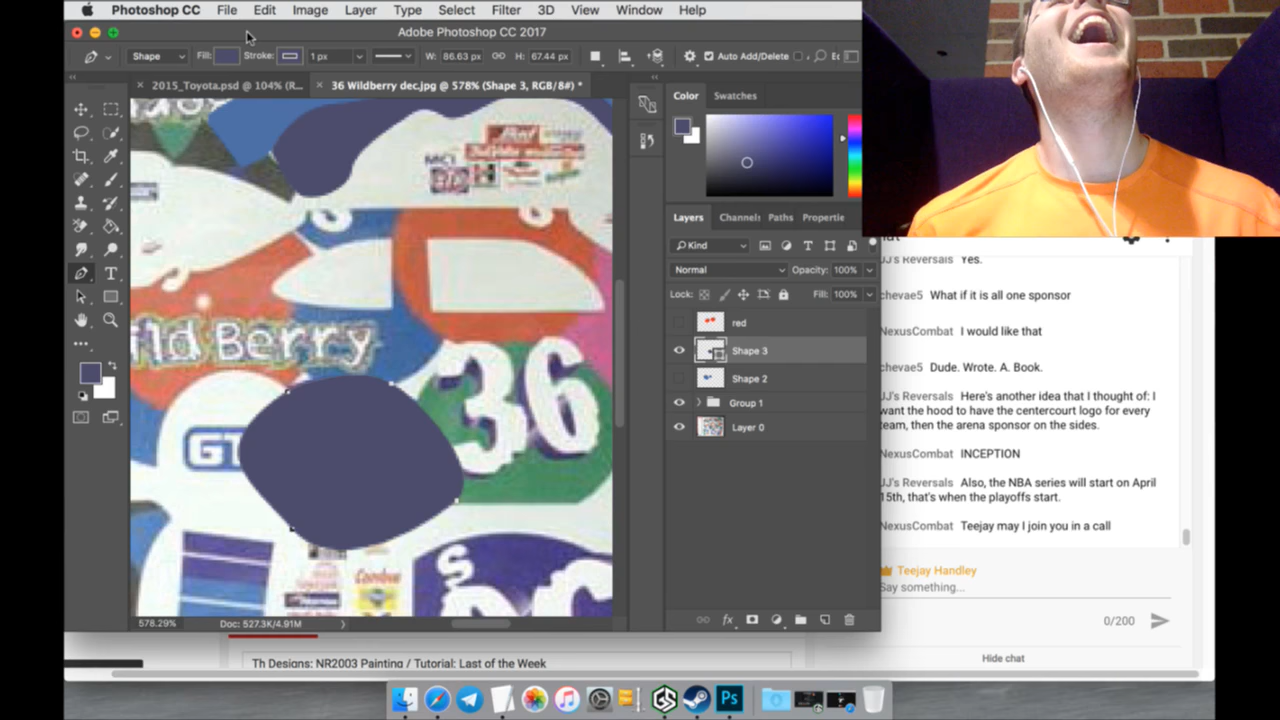 Photoshop CC File Edit Image Layer Type Select Filter 3D View Window Help
Adobe Photoshop CC 2017
Shape Fill: Stroke: 1 px W: 86.63 px H: 67.44 px Auto Add/Delete
2015_Toyota.psd @ 104% (R...
36 Wildberry dec.jpg @ 578% (Shape 3, RGB/8#) *
Color Swatches
MCI
ild Berry
36
GT
Combos
Layers Channels Paths Propertie
Kind
Normal Opacity: 100%
Lock: Fill: 100%
red
Shape 3
Shape 2
Group 1
Layer 0
578.29% Doc: 527.3K/4.91M
JJ's Reversals Yes.
chevae5 What if it is all one sponsor
NexusCombat I would like that
chevae5 Dude. Wrote. A. Book.
JJ's Reversals Here's another idea that I thought of: I
want the hood to have the centercourt logo for every
team, then the arena sponsor on the sides.
NexusCombat INCEPTION
JJ's Reversals Also, the NBA series will start on April
15th, that's when the playoffs start.
NexusCombat Teejay may I join you in a call
Teejay Handley
Say something...
0/200
Hide chat
Th Designs: NR2003 Painting / Tutorial: Last of the Week
GS
Ps